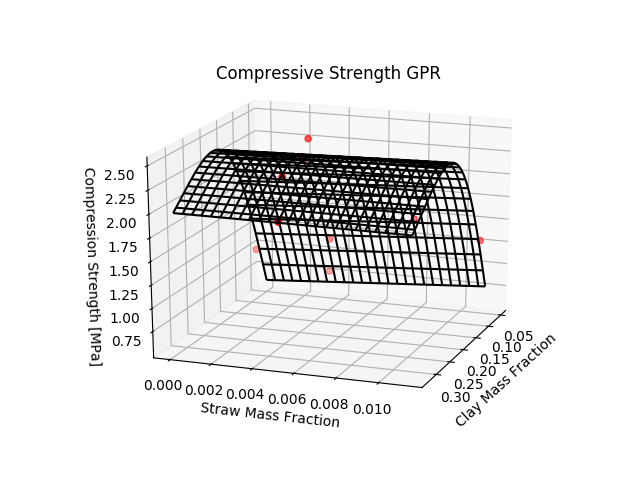 Compressive Strength GPR
2.50
2.25
2.00
1.75
1.50
1.25
1.00
0.75
Compression Strength [MPa]
0.000 0.002 0.004 0.006 0.008 0.010
Straw Mass Fraction
0.05
0.10
0.15
0.20
0.25
0.30
Clay Mass Fraction